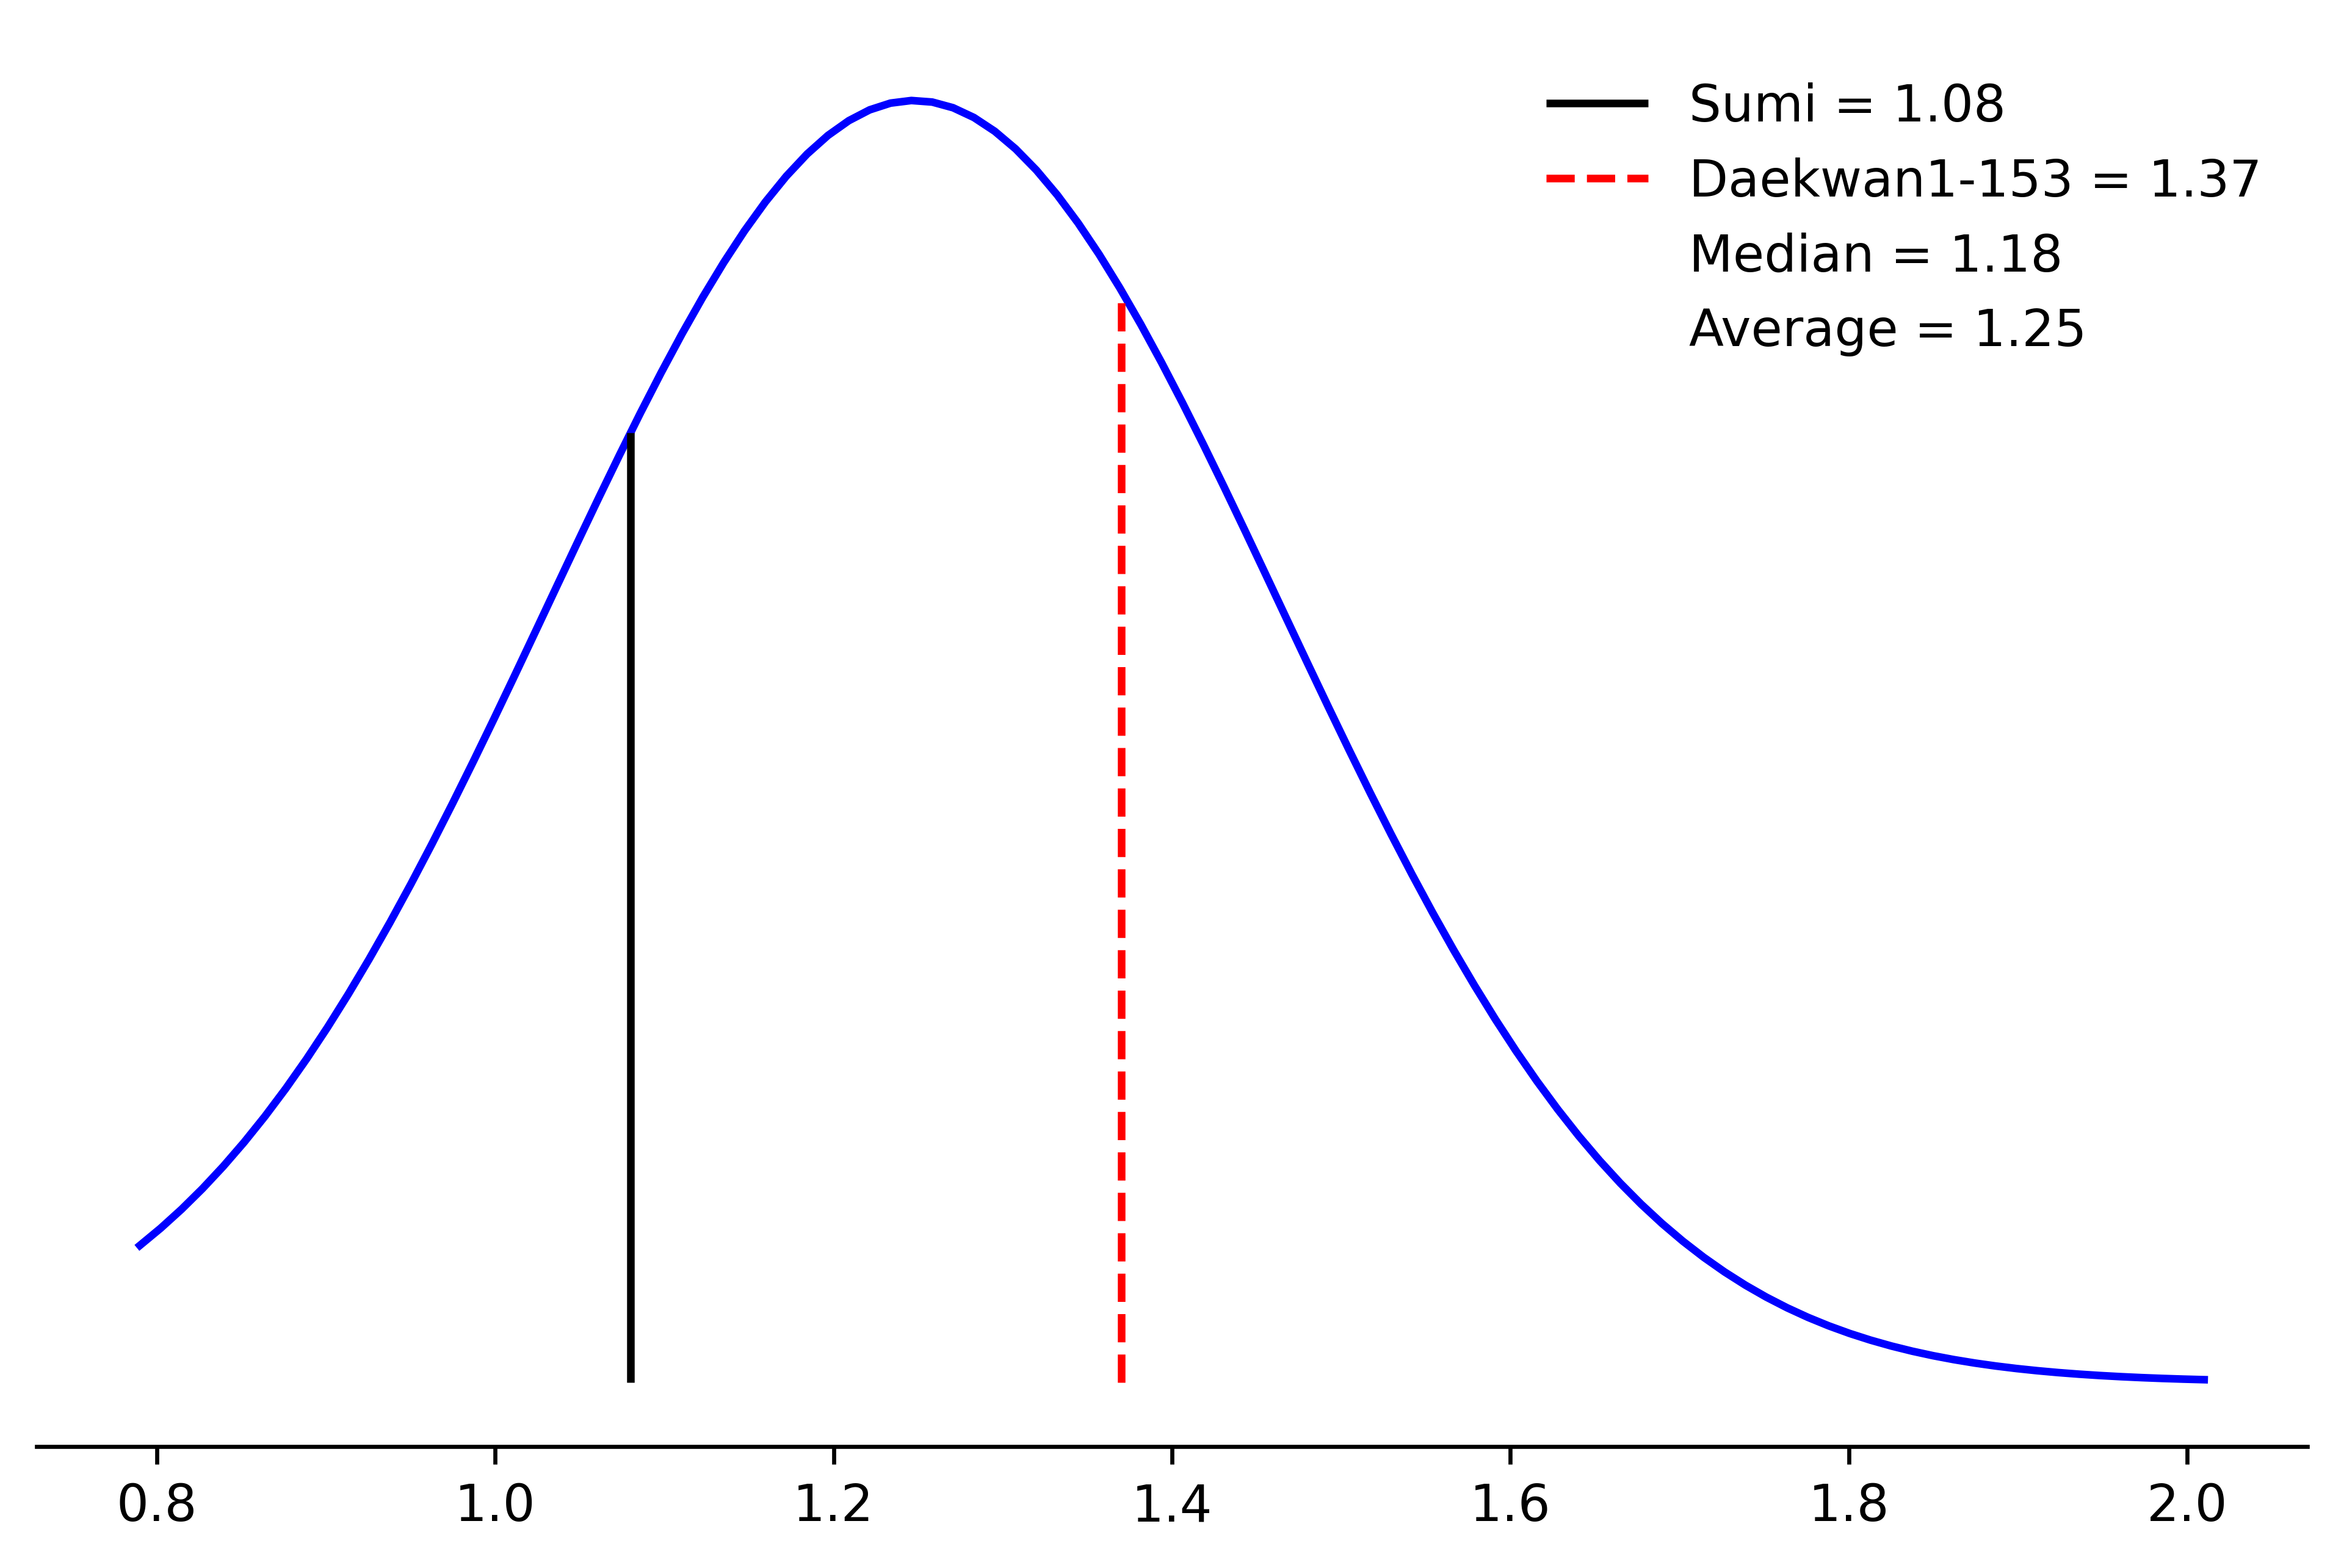 Sumi = 1.08
Daekwan1-153 = 1.37
Median = 1.18
Average = 1.25
0.8 1.0 1.2 1.4 1.6 1.8 2.0